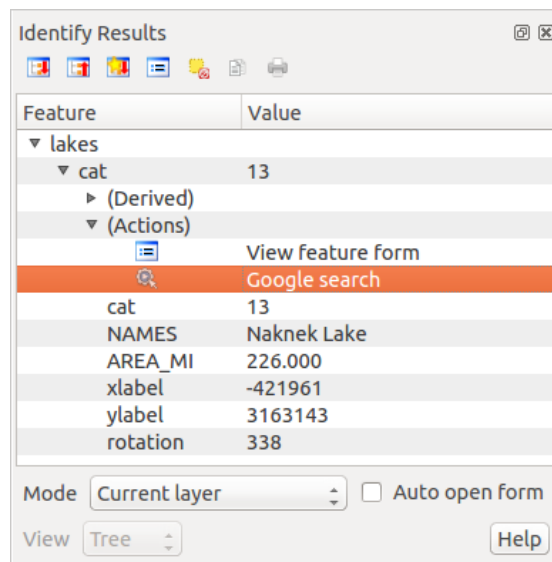 Identify Results
Feature Value
lakes
cat 13
(Derived)
(Actions)
View feature form
Google search
cat 13
NAMES Naknek Lake
AREA_MI 226.000
xlabel -421961
ylabel 3163143
rotation 338
Mode Current layer Auto open form
View Tree Help